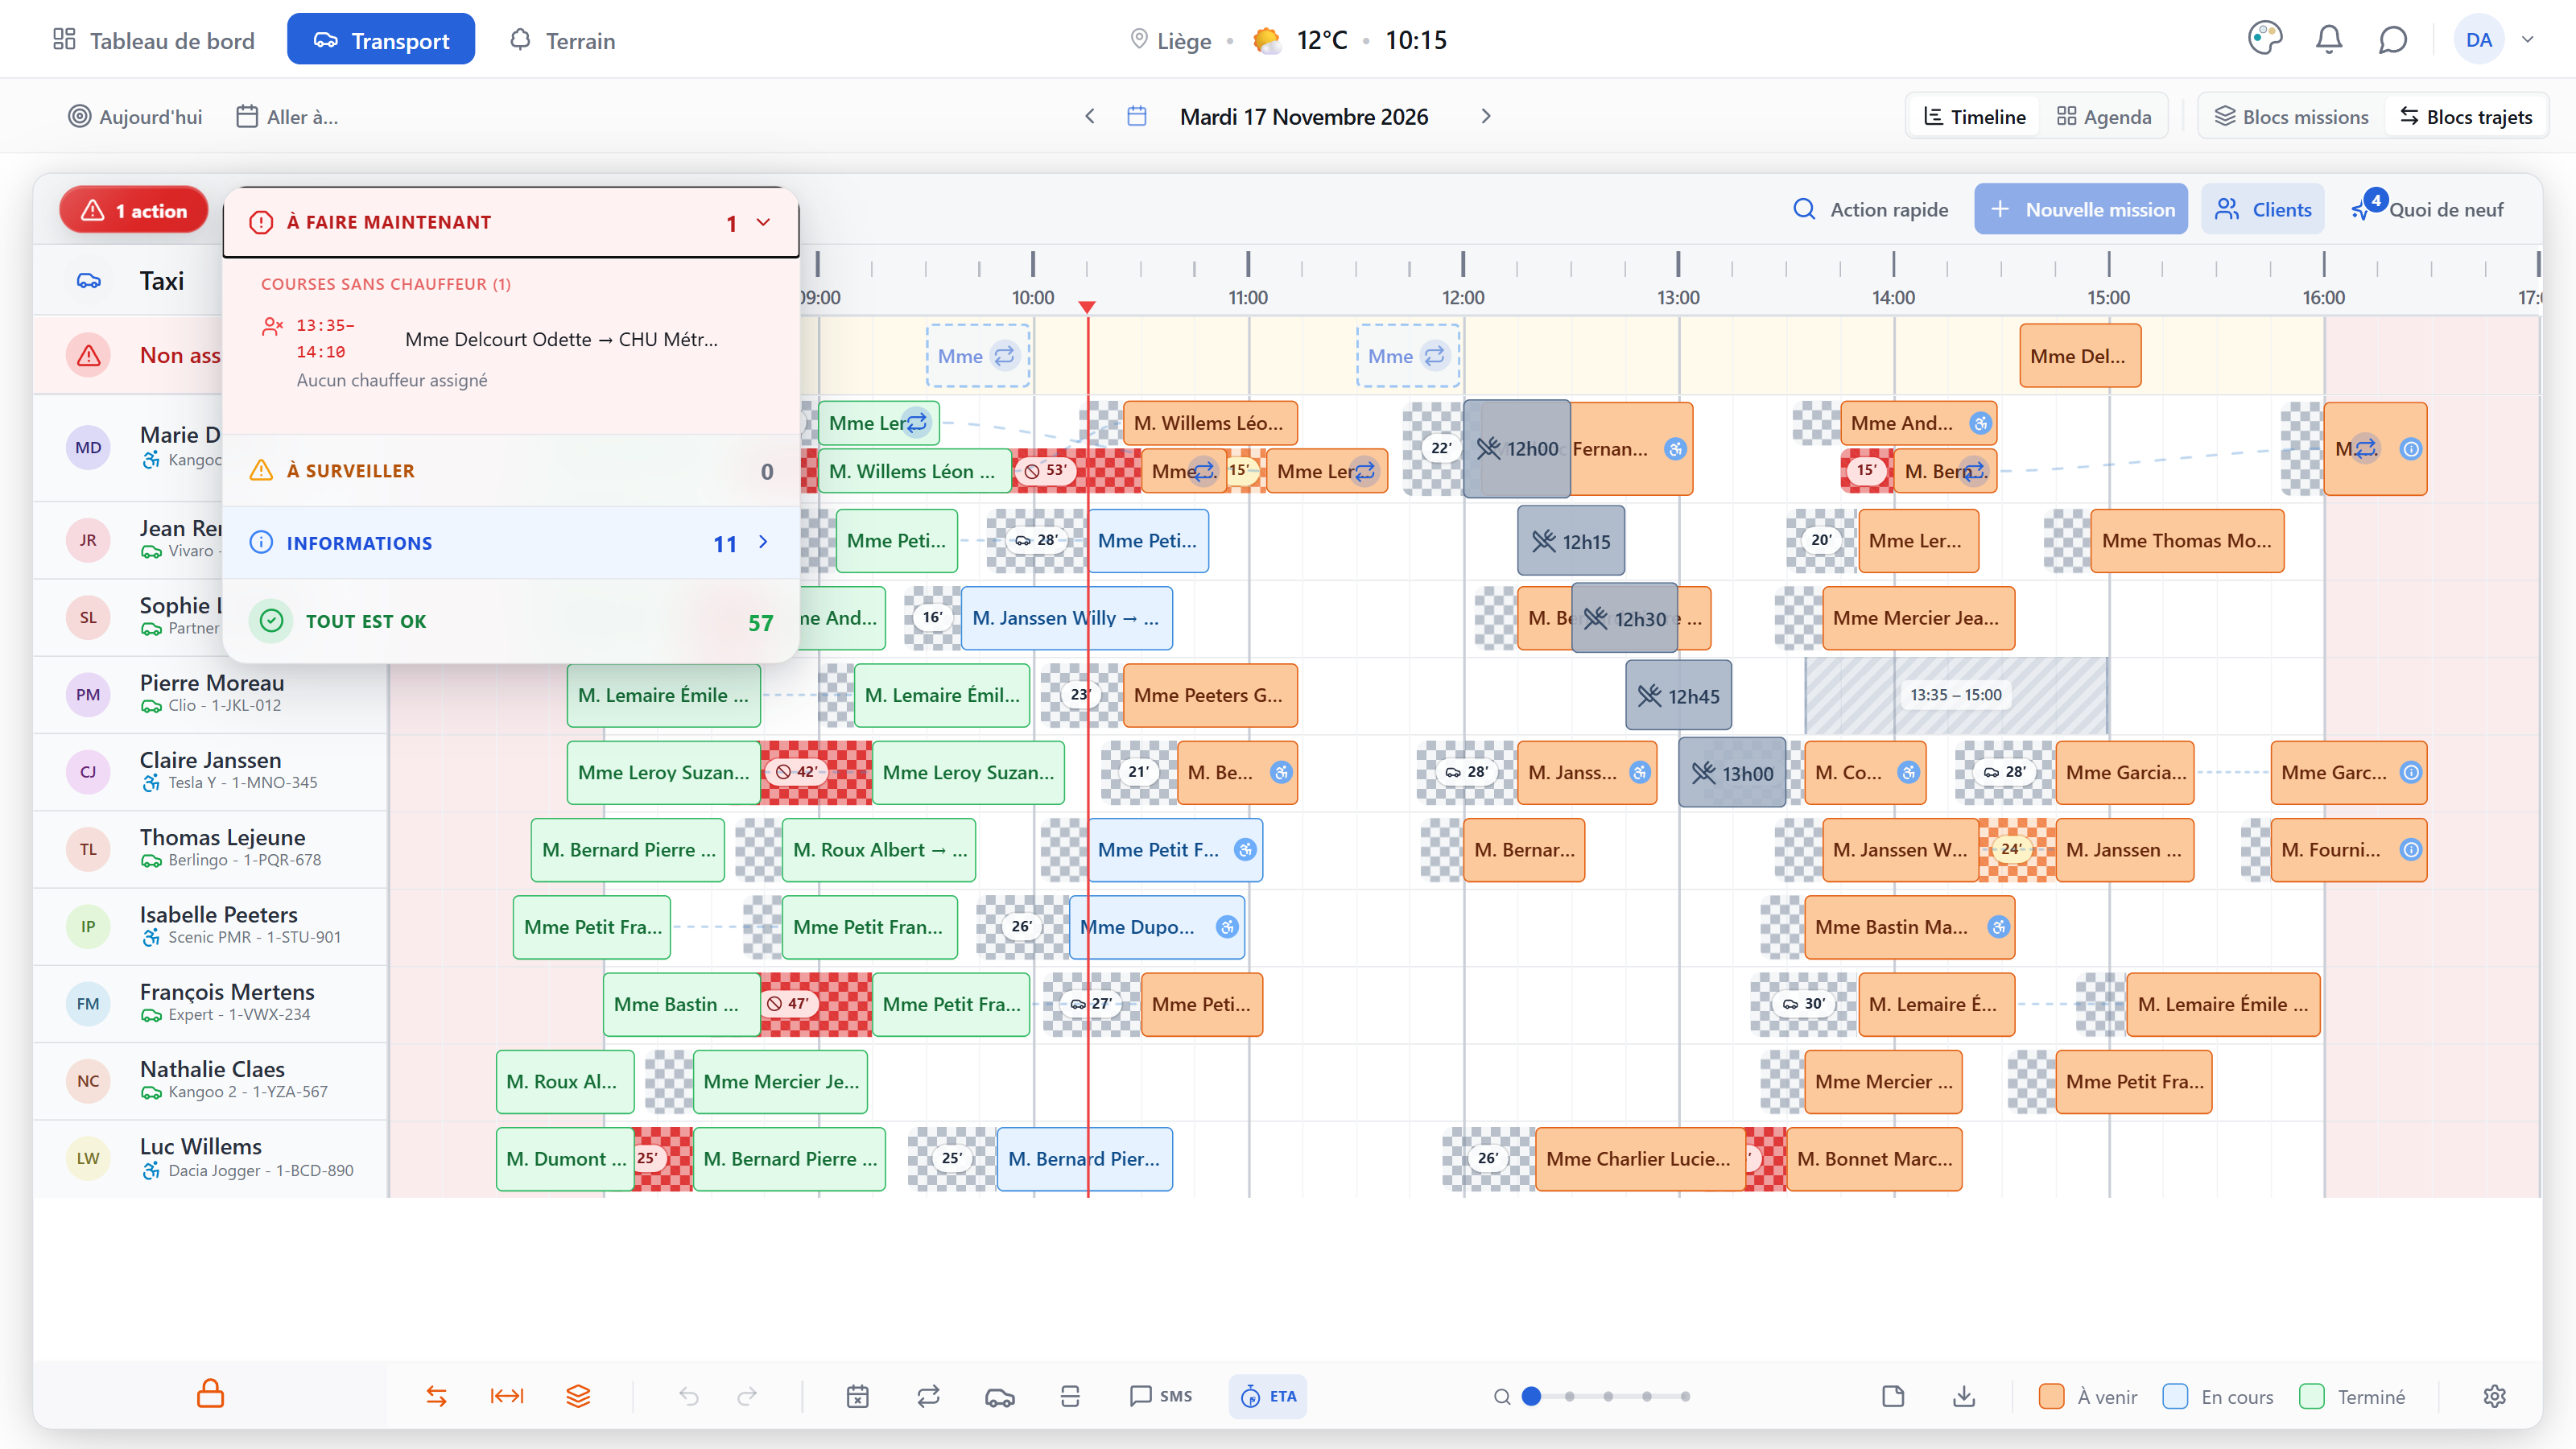 Tableau de bord
Transport
Terrain
Liège • 12°C • 10:15
DA
Aujourd'hui
Aller à...
Mardi 17 Novembre 2026
Timeline
Agenda
Blocs missions
Blocs trajets
1 action
À FAIRE MAINTENANT 1
COURSES SANS CHAUFFEUR (1)
13:35–
14:10
Mme Delcourt Odette → CHU Métr...
Aucun chauffeur assigné
À SURVEILLER 0
INFORMATIONS 11
TOUT EST OK 57
Action rapide
Nouvelle mission
Clients
4
Quoi de neuf
Taxi
09:00 10:00 11:00 12:00 13:00 14:00 15:00 16:00
Non ass
Mme
Mme
Mme Del...
MD
Marie D
Kangoo
Mme Ler
M. Willems Léo...
M. Willems Léon ...
53'
Mme
15'
Mme Ler
22'
12h00
Fernan...
Mme And...
15'
M. Bern
M.
JR
Jean Rer
Vivaro -
Mme Peti...
28'
Mme Peti...
12h15
20'
Mme Ler...
Mme Thomas Mo...
SL
Sophie L
Partner
ne And...
16'
M. Janssen Willy → ...
M. Be
12h30
Mme Mercier Jea...
PM
Pierre Moreau
Clio - 1-JKL-012
M. Lemaire Émile ...
M. Lemaire Émil...
23'
Mme Peeters G...
12h45
13:35 – 15:00
CJ
Claire Janssen
Tesla Y - 1-MNO-345
Mme Leroy Suzan...
42'
Mme Leroy Suzan...
21'
M. Be...
28'
M. Janss...
13h00
M. Co...
28'
Mme Garcia...
Mme Garc...
TL
Thomas Lejeune
Berlingo - 1-PQR-678
M. Bernard Pierre ...
M. Roux Albert → ...
Mme Petit F...
M. Bernar...
M. Janssen W...
24'
M. Janssen ...
M. Fourni...
IP
Isabelle Peeters
Scenic PMR - 1-STU-901
Mme Petit Fra...
Mme Petit Fran...
26'
Mme Dupo...
Mme Bastin Ma...
FM
François Mertens
Expert - 1-VWX-234
Mme Bastin ...
47'
Mme Petit Fra...
27'
Mme Peti...
30'
M. Lemaire É...
M. Lemaire Émile ...
NC
Nathalie Claes
Kangoo 2 - 1-YZA-567
M. Roux Al...
Mme Mercier Je...
Mme Mercier ...
Mme Petit Fra...
LW
Luc Willems
Dacia Jogger - 1-BCD-890
M. Dumont ...
25'
M. Bernard Pierre ...
25'
M. Bernard Pier...
26'
Mme Charlier Lucie...
M. Bonnet Marc...
SMS
ETA
À venir
En cours
Terminé